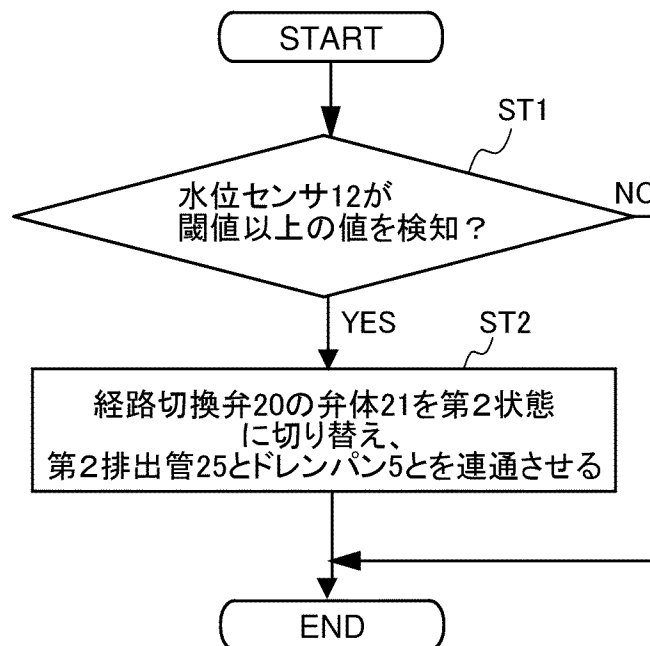 START
ST1
水位センサ12が
閾値以上の値を検知？
NO
YES
ST2
経路切換弁20の弁体21を第２状態
に切り替え、
第２排出管25とドレンパン5とを連通させる
END